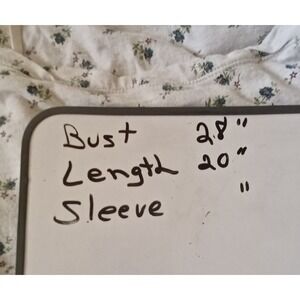 Bust 28"
Length 20"
Sleeve "